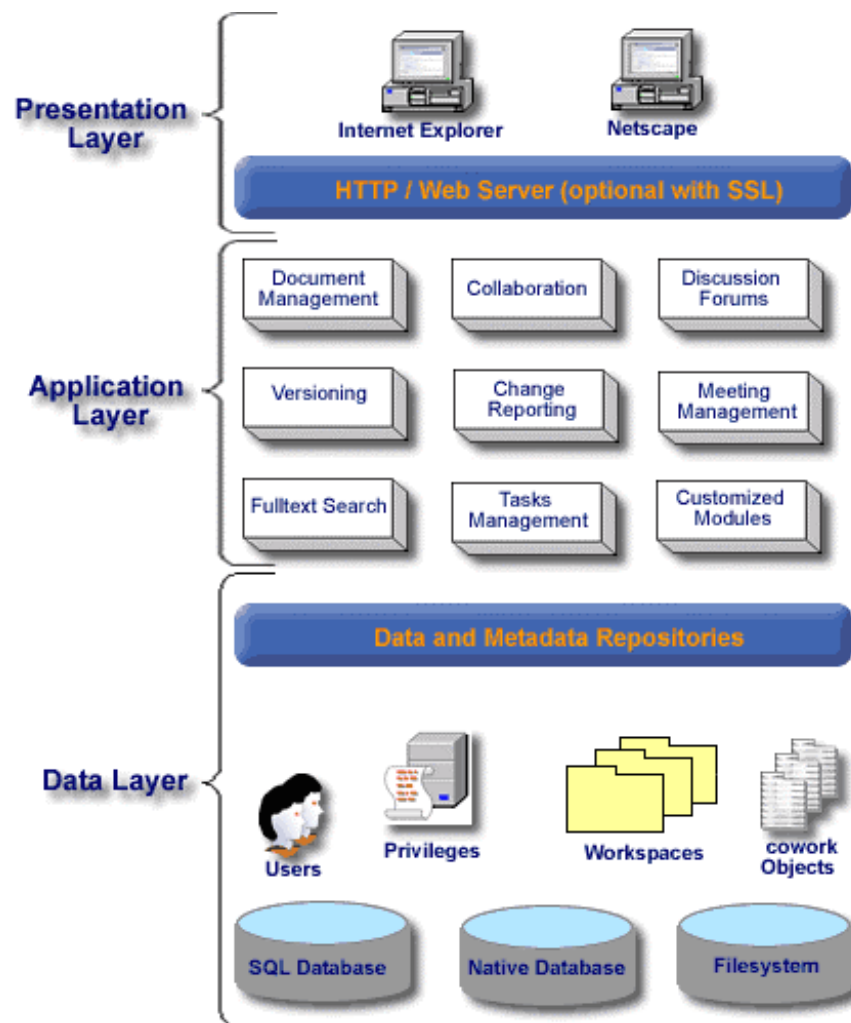 Presentation
Layer
Internet Explorer
Netscape
HTTP / Web Server (optional with SSL)
Application
Layer
Document
Management
Collaboration
Discussion
Forums
Versioning
Change
Reporting
Meeting
Management
Fulltext Search
Tasks
Management
Customized
Modules
Data Layer
Data and Metadata Repositories
Users
Privileges
Workspaces
cowork
Objects
SQL Database
Native Database
Filesystem